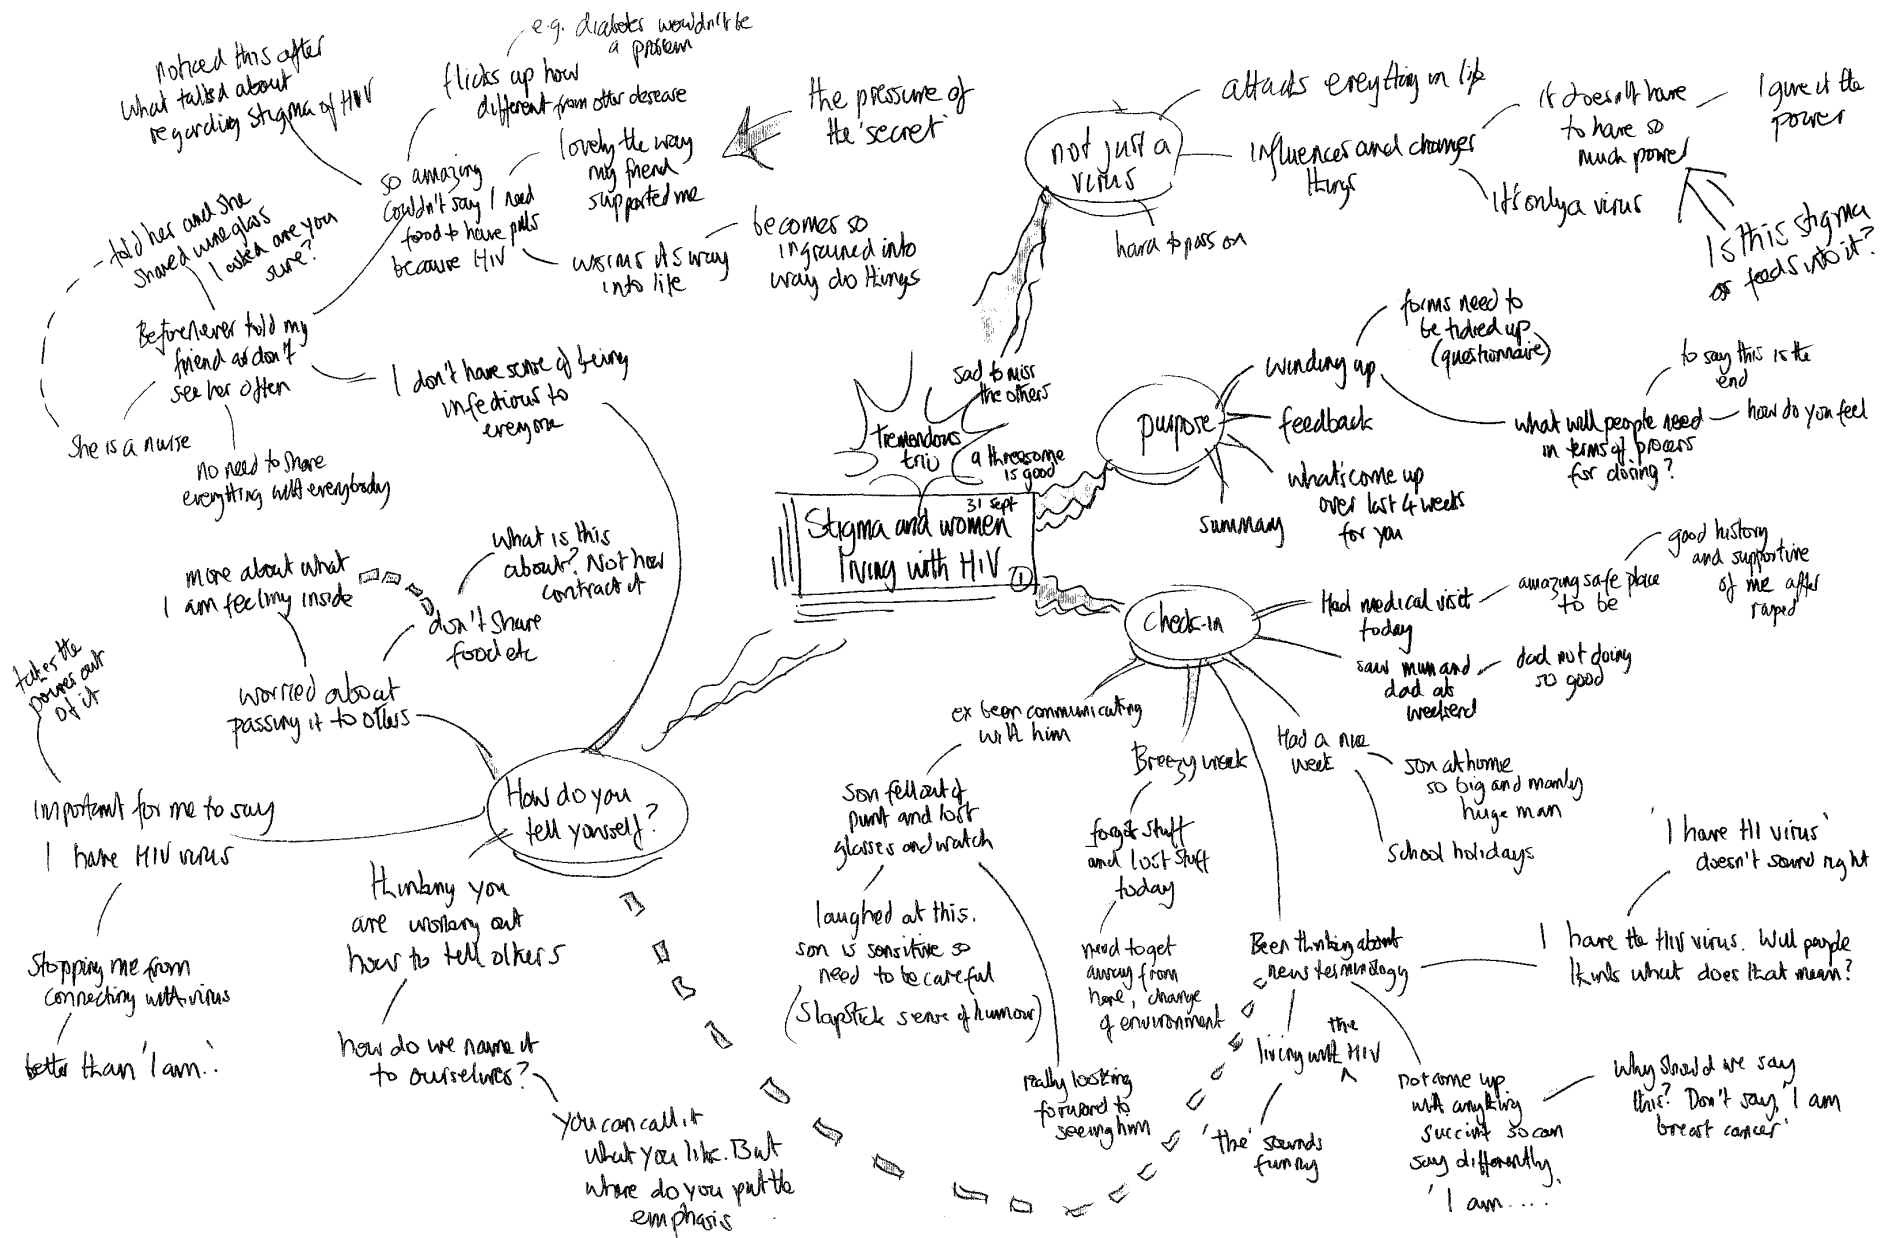 31 sept
Stigma and women
living with HIV
1
Tremendous
trio
sad to miss
the others
a threesome
is good
not just a
virus
attacks everything in life
influences and changes
things
it doesn't have
to have so
much power
I give it the
power
It's only a virus
Is this stigma
or feeds into it?
hard to pass on
purpose
winding up
forms need to
be tidied up
(questionnaire)
what will people need
in terms of process
for closing?
to say this is the
end
how do you feel
feedback
what's come up
over last 4 weeks
for you
summary
check-in
Had medical visit
today
amazing safe place
to be
good history
and supportive
of me after
raped
saw mum and
dad at
weekend
dad not doing
so good
Had a nice
week
son at home
so big and manly
huge man
school holidays
Been thinking about
new terminology
I have the HIV virus. Will people
think what does that mean?
'I have HI virus'
doesn't sound right
not come up
with anything
succint so can
say differently.
'I am....'
Why should we say
this? Don't say, 'I am
breast cancer'
the
living with HIV
'the' sounds
funny
Breezy week
forgot stuff
and lost stuff
today
need to get
away from
here, change
of environment
ex been communicating
with him
son fell out of
punt and lost
glasses and watch
laughed at this.
son is sensitive so
need to be careful
(slapstick sense of humour)
really looking
forward to
seeing him
How do you
tell yourself?
I don't have sense of being
infectious to
everyone
Before never told my
friend as don't
see her often
She is a nurse
no need to share
everything with everybody
told her and she
shared wine glass
I asked are you
sure?
so amazing
couldn't say I need
food to have pills
because HIV
noticed this after
what talked about
regarding stigma of HIV
flicks up how
different from other desease
e.g. diabetes wouldn't be
a problem
lovely the way
my friend
supported me
the pressure of
the 'secret'
worms its way
into life
becomes so
ingrained into
way do things
worried about
passing it to others
more about what
I am feeling inside
don't share
food etc
what is this
about? Not how
contract it
important for me to say
I have HIV virus
takes the
power out
of it
stopping me from
connecting with virus
better than 'I am..'
thinking you
are working out
how to tell others
how do we name it
to ourselves?
you can call it
what you like. But
where do you put the
emphasis